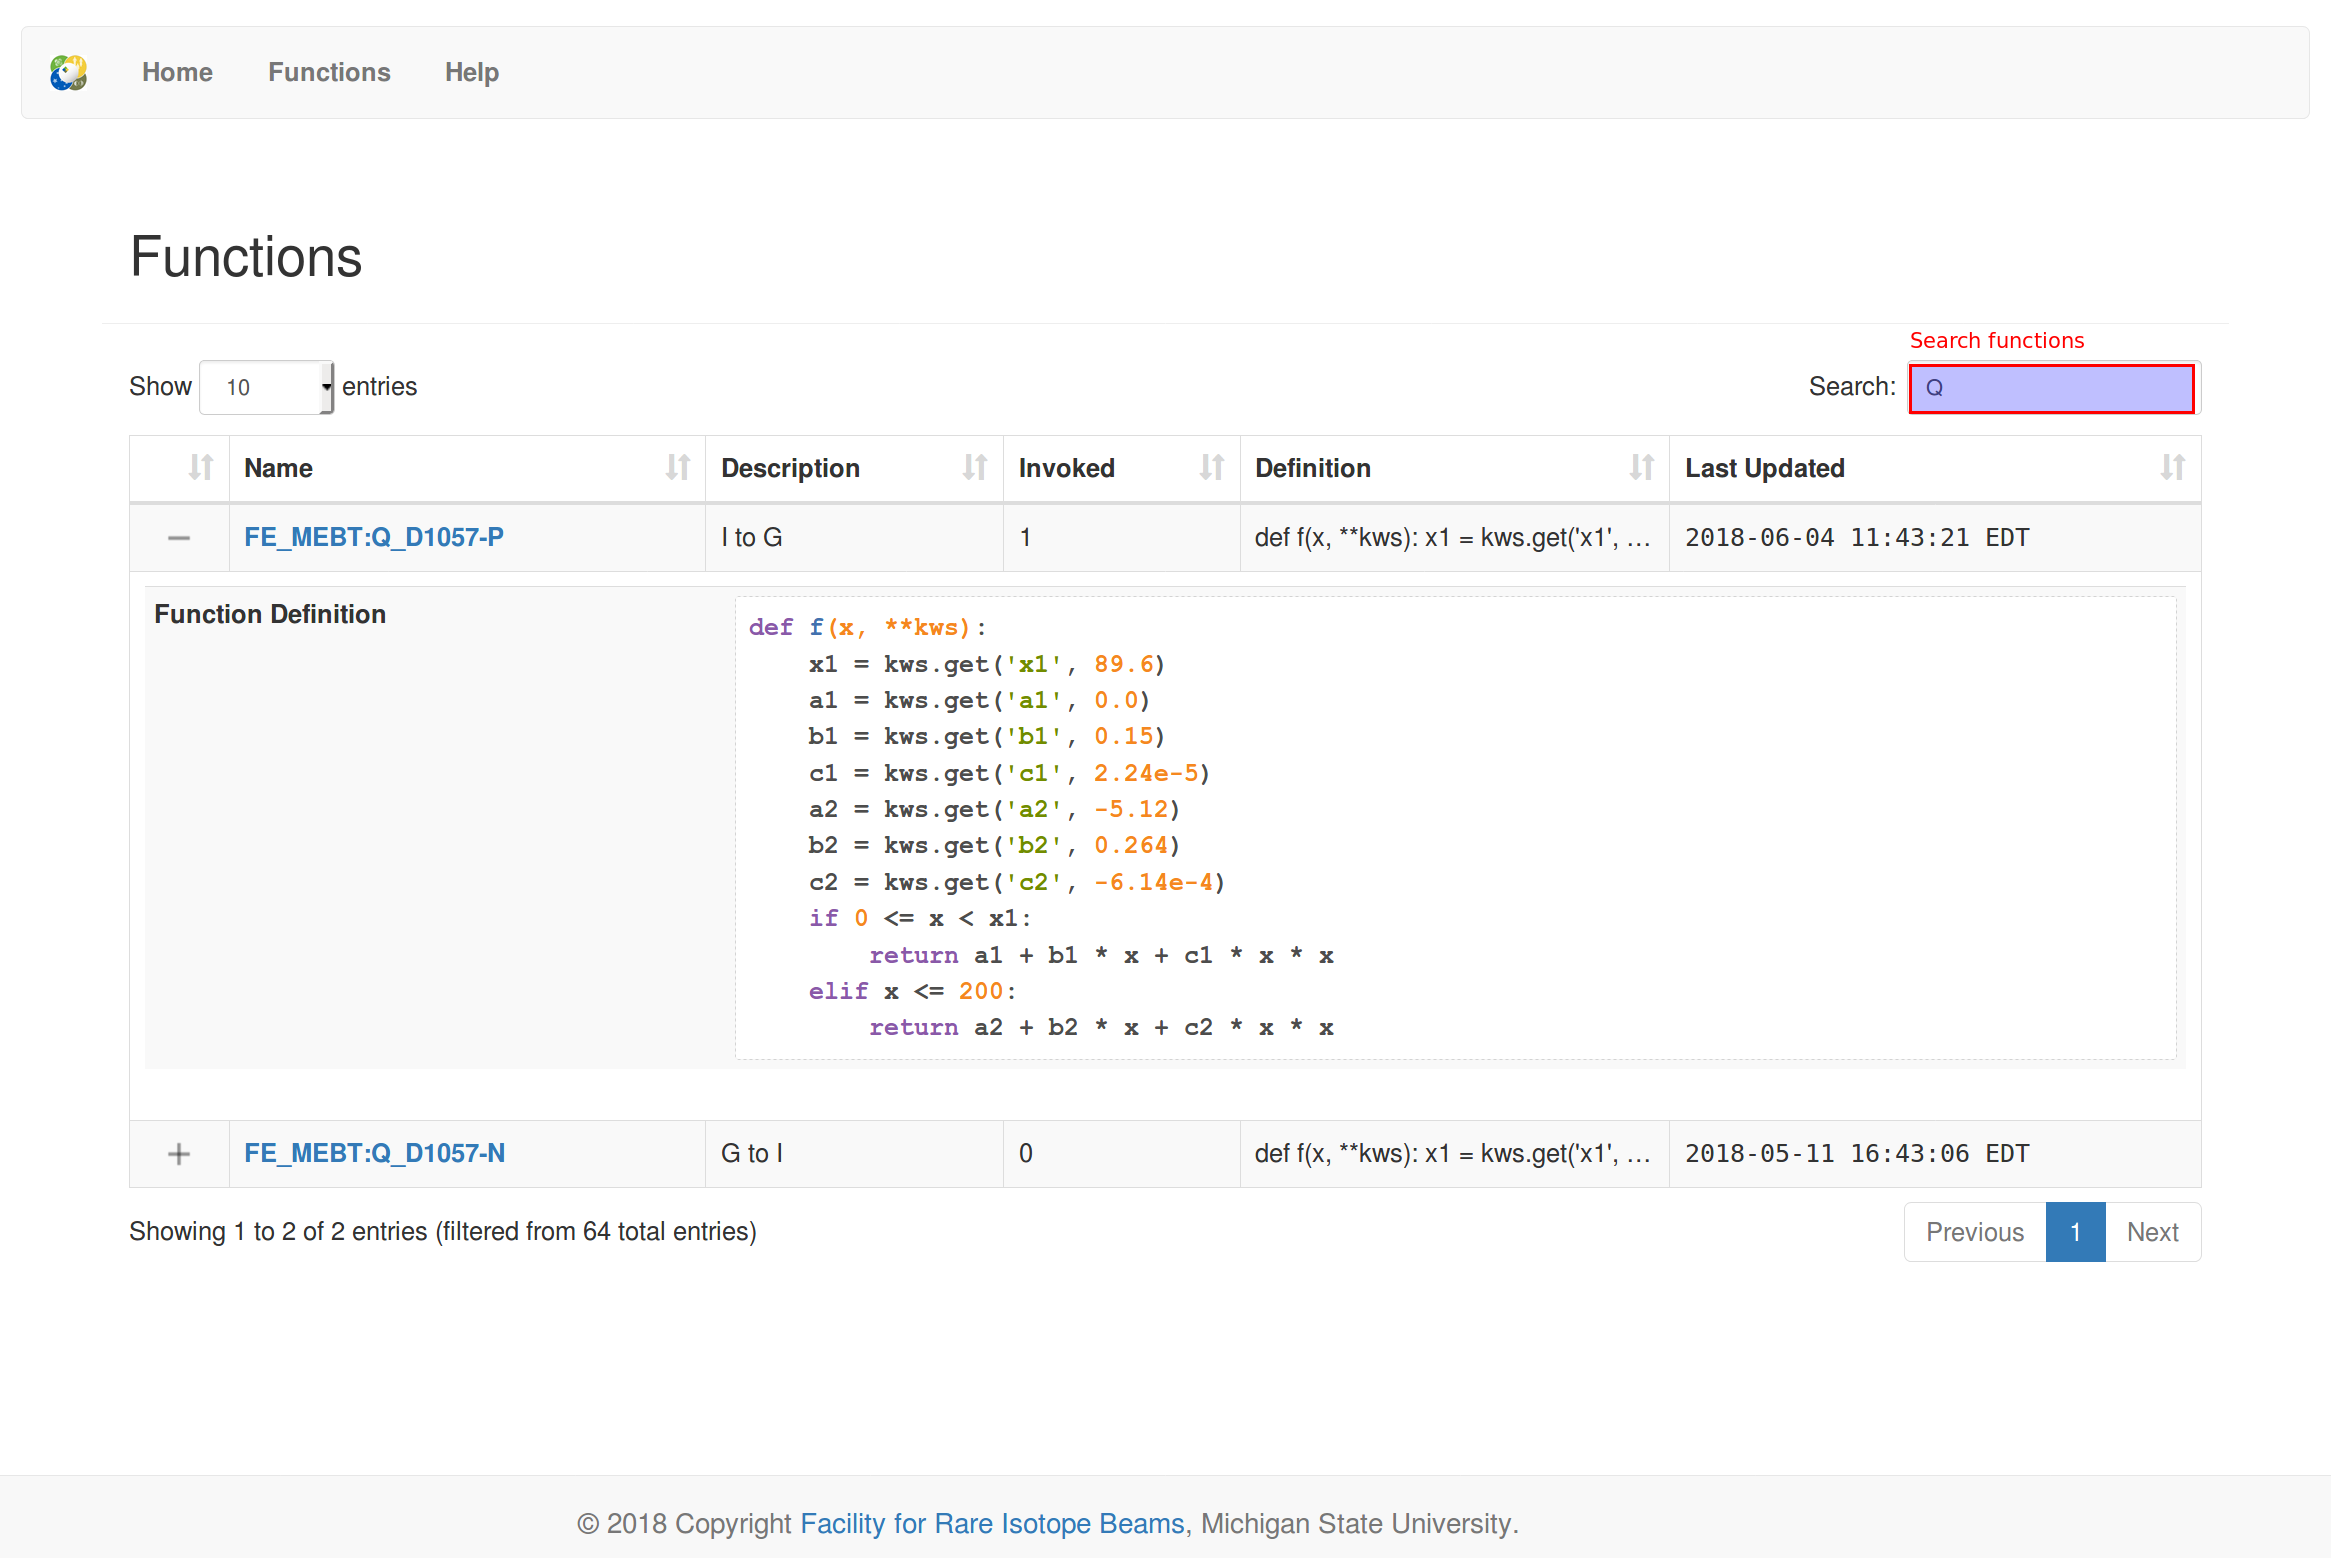 Home Functions Help
Functions
Search functions
Show 10 entries Search: Q
Name Description Invoked Definition Last Updated
FE_MEBT:Q_D1057-P I to G 1 def f(x, **kws): x1 = kws.get('x1', … 2018-06-04 11:43:21 EDT
Function Definition
def f(x, **kws):
    x1 = kws.get('x1', 89.6)
    a1 = kws.get('a1', 0.0)
    b1 = kws.get('b1', 0.15)
    c1 = kws.get('c1', 2.24e-5)
    a2 = kws.get('a2', -5.12)
    b2 = kws.get('b2', 0.264)
    c2 = kws.get('c2', -6.14e-4)
    if 0 <= x < x1:
        return a1 + b1 * x + c1 * x * x
    elif x <= 200:
        return a2 + b2 * x + c2 * x * x
FE_MEBT:Q_D1057-N G to I 0 def f(x, **kws): x1 = kws.get('x1', … 2018-05-11 16:43:06 EDT
Showing 1 to 2 of 2 entries (filtered from 64 total entries) Previous 1 Next
© 2018 Copyright Facility for Rare Isotope Beams, Michigan State University.